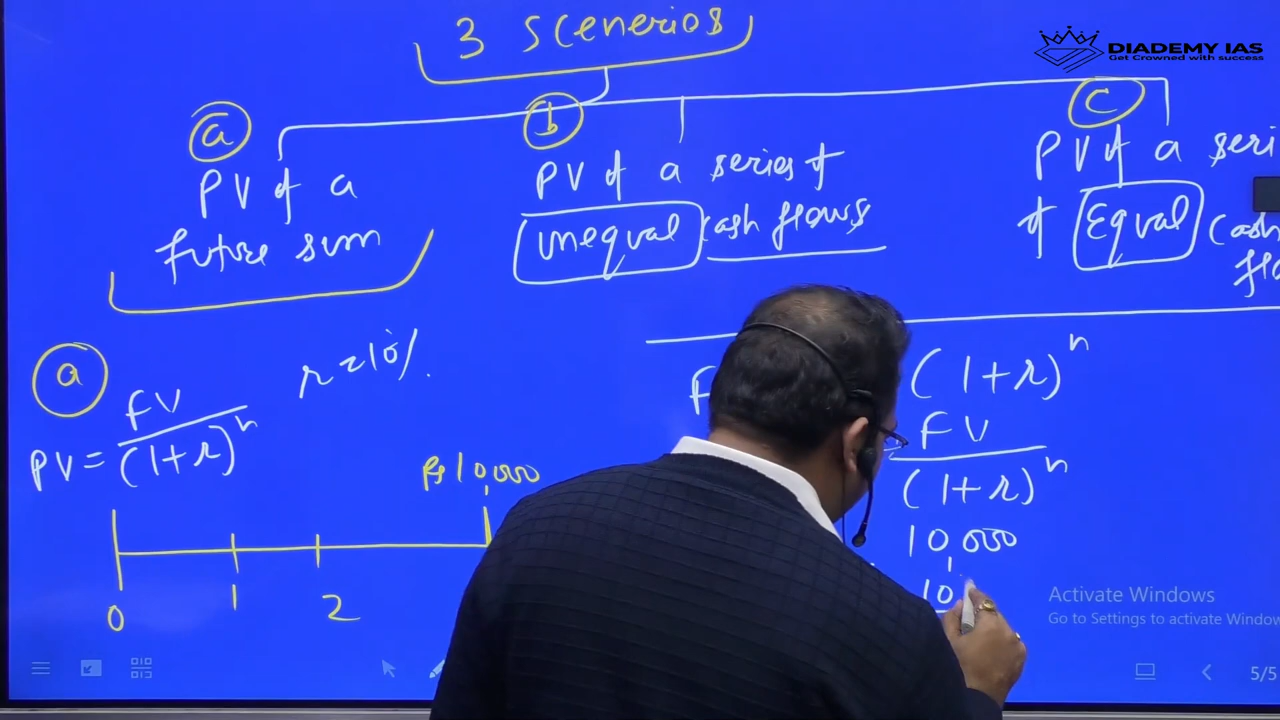 3 scenerios
DIADEMY IAS
Get Crowned with success
a
PV of a
future sum
b
PV of a series of
unequal cash flows
c
PV of a seri
of Equal Cash
flo
a
PV = FV
(1+r)^n
r = 10%.
Rs 10,000
0 1 2
F (1+r)^n
FV
(1+r)^n
10,000
10
Activate Windows
Go to Settings to activate Window
5/5